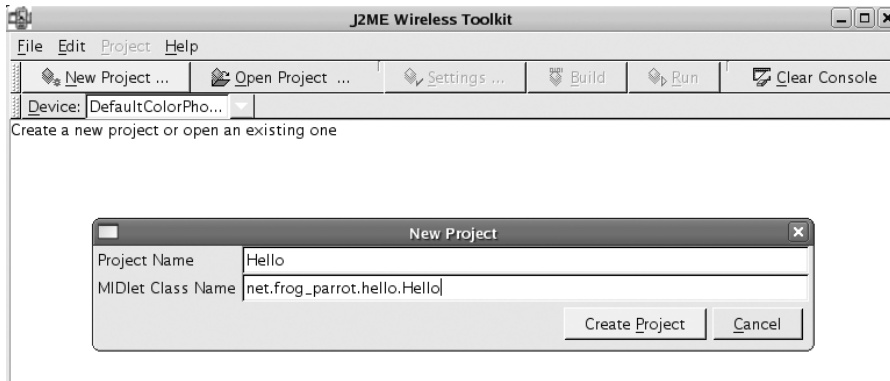 J2ME Wireless Toolkit
File Edit Project Help
New Project ... Open Project ... Settings ... Build Run Clear Console
Device: DefaultColorPho...
Create a new project or open an existing one
New Project
Project Name Hello
MIDlet Class Name net.frog_parrot.hello.Hello
Create Project Cancel